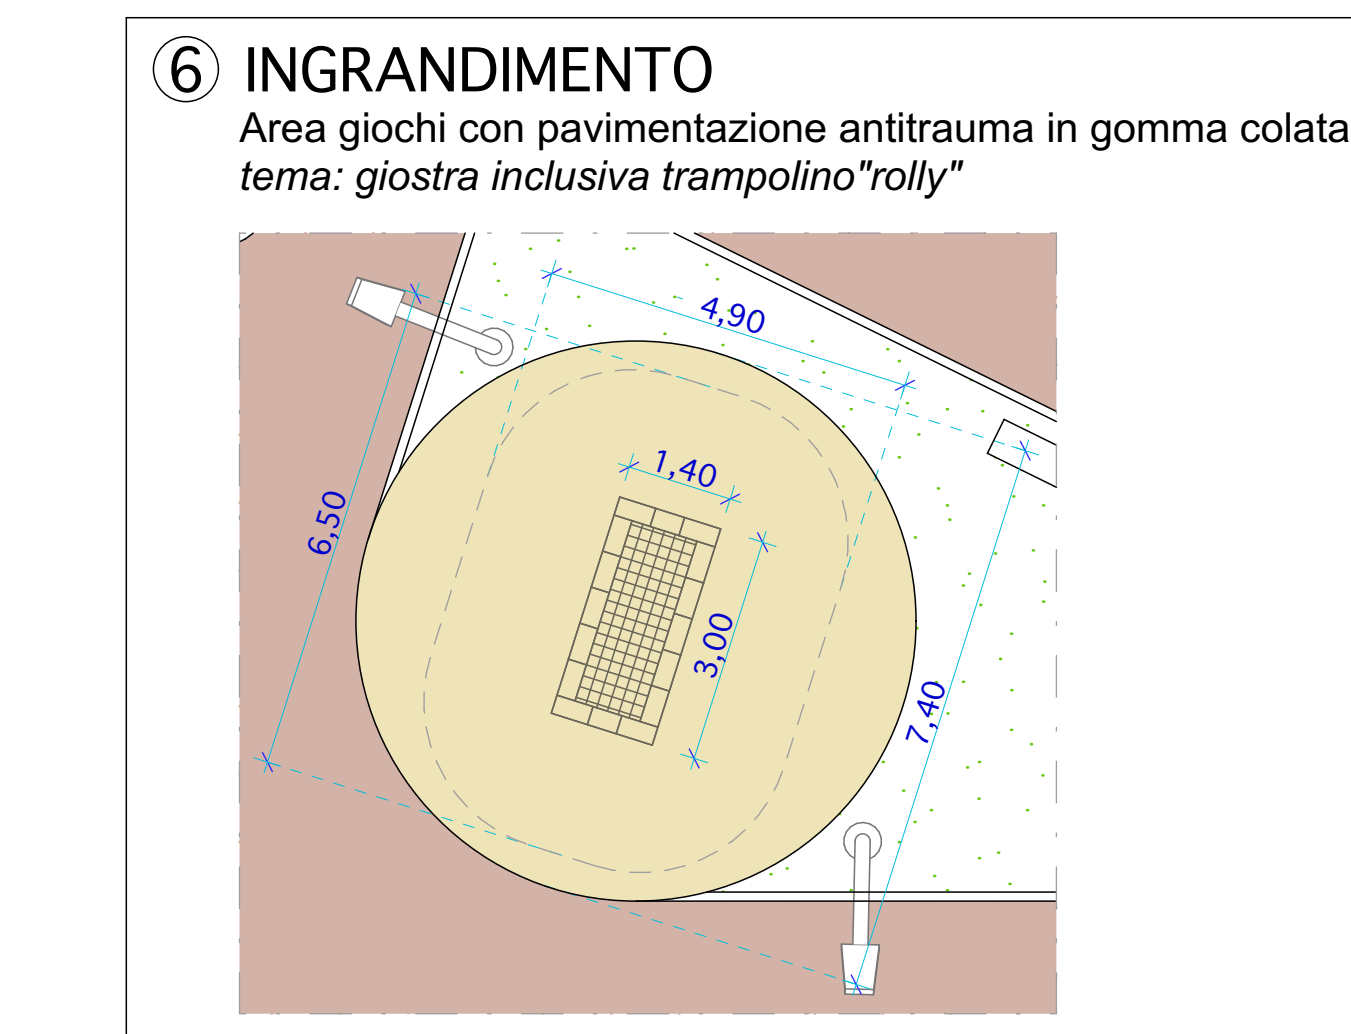 6 INGRANDIMENTO
Area giochi con pavimentazione antitrauma in gomma colata
tema: giostra inclusiva trampolino"rolly"
4,90
1,40
6,50
3,00
7,40